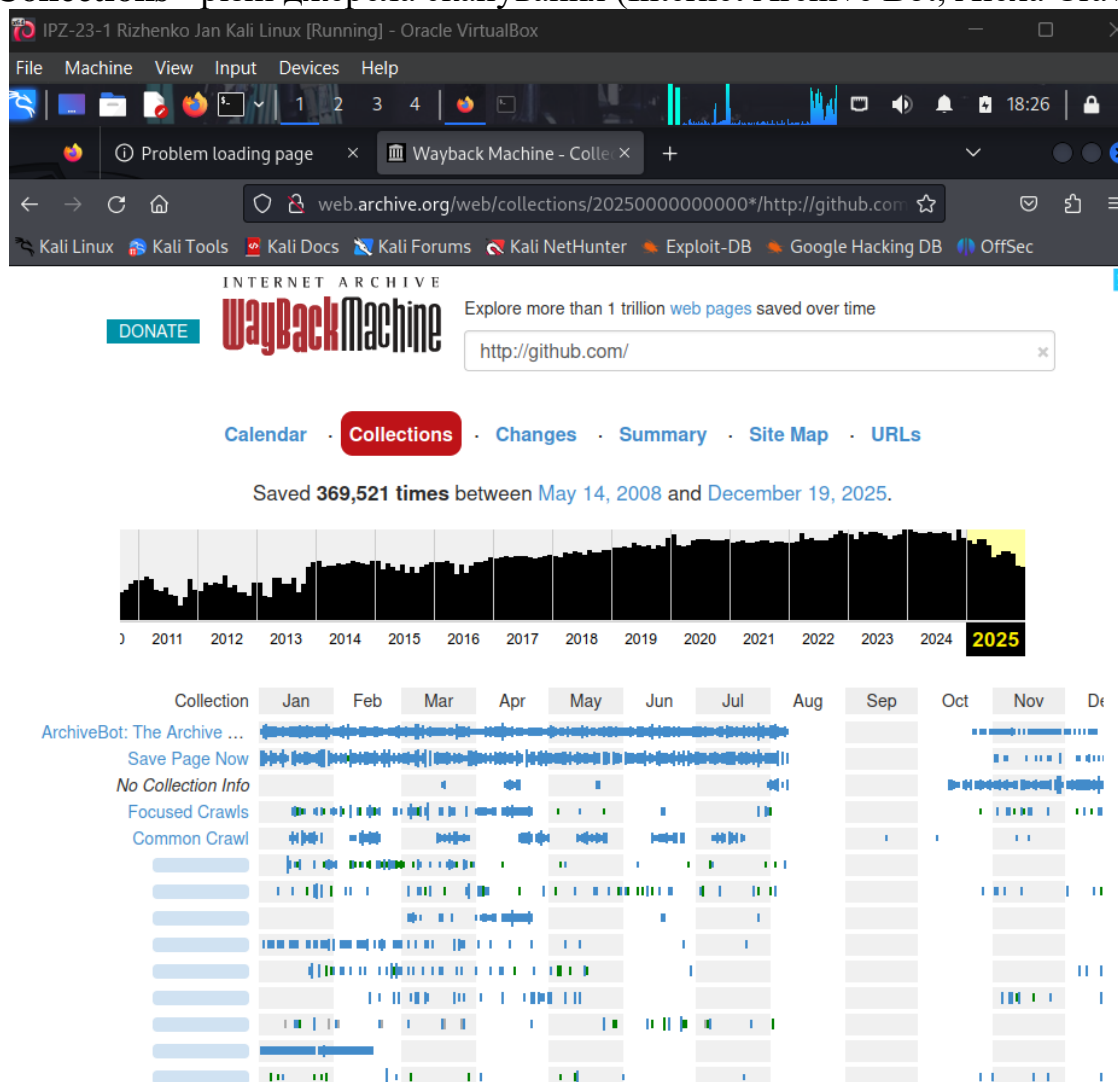 IPZ-23-1 Rizhenko Jan Kali Linux [Running] - Oracle VirtualBox
File Machine View Input Devices Help
1 2 3 4 18:26
Problem loading page × Wayback Machine - Collec × +
web.archive.org/web/collections/20250000000000*/http://github.com
Kali Linux Kali Tools Kali Docs Kali Forums Kali NetHunter Exploit-DB Google Hacking DB OffSec
INTERNET ARCHIVE
DONATE
WayBackMachine
Explore more than 1 trillion web pages saved over time
http://github.com/ ×
Calendar · Collections · Changes · Summary · Site Map · URLs
Saved 369,521 times between May 14, 2008 and December 19, 2025.
2011 2012 2013 2014 2015 2016 2017 2018 2019 2020 2021 2022 2023 2024 2025
Collection Jan Feb Mar Apr May Jun Jul Aug Sep Oct Nov De
ArchiveBot: The Archive ...
Save Page Now
No Collection Info
Focused Crawls
Common Crawl